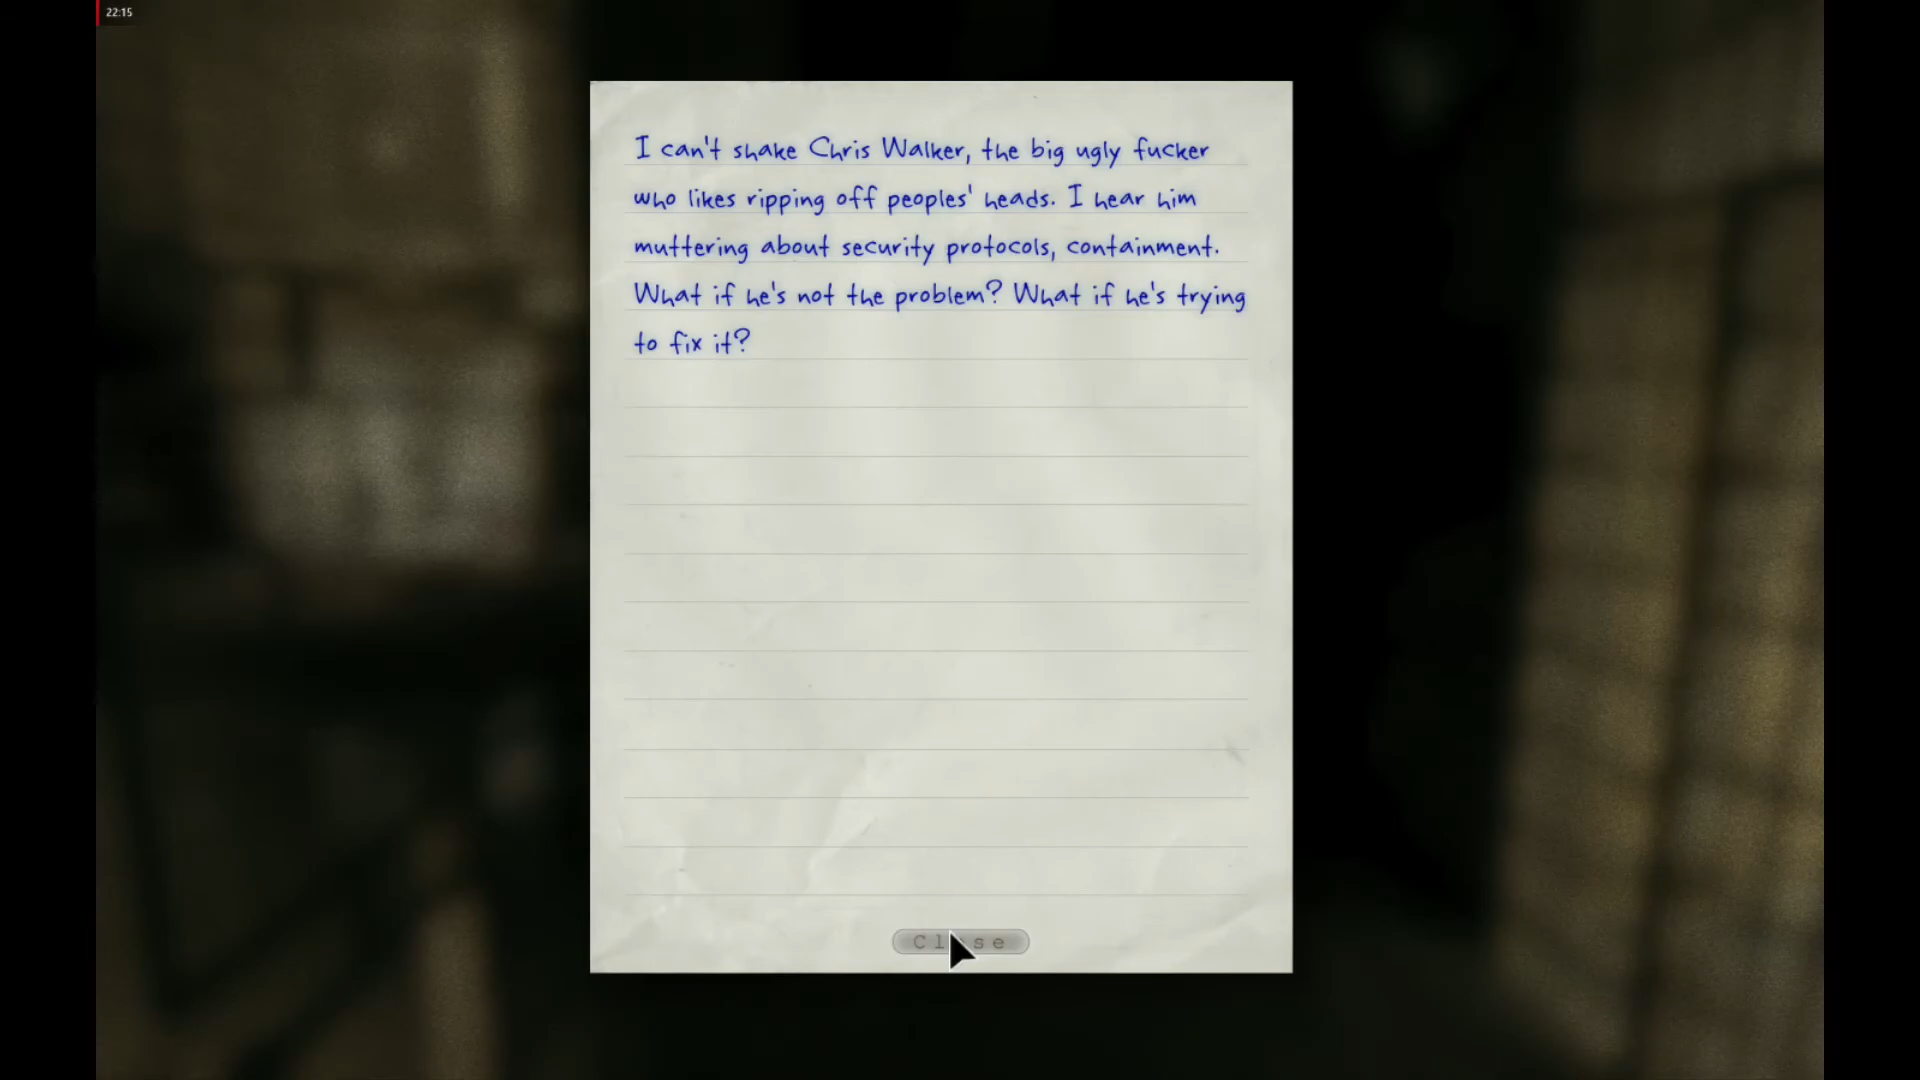 22:15
I can't shake Chris Walker, the big ugly fucker
who likes ripping off peoples' heads. I hear him
muttering about security protocols, containment.
What if he's not the problem? What if he's trying
to fix it?
Close